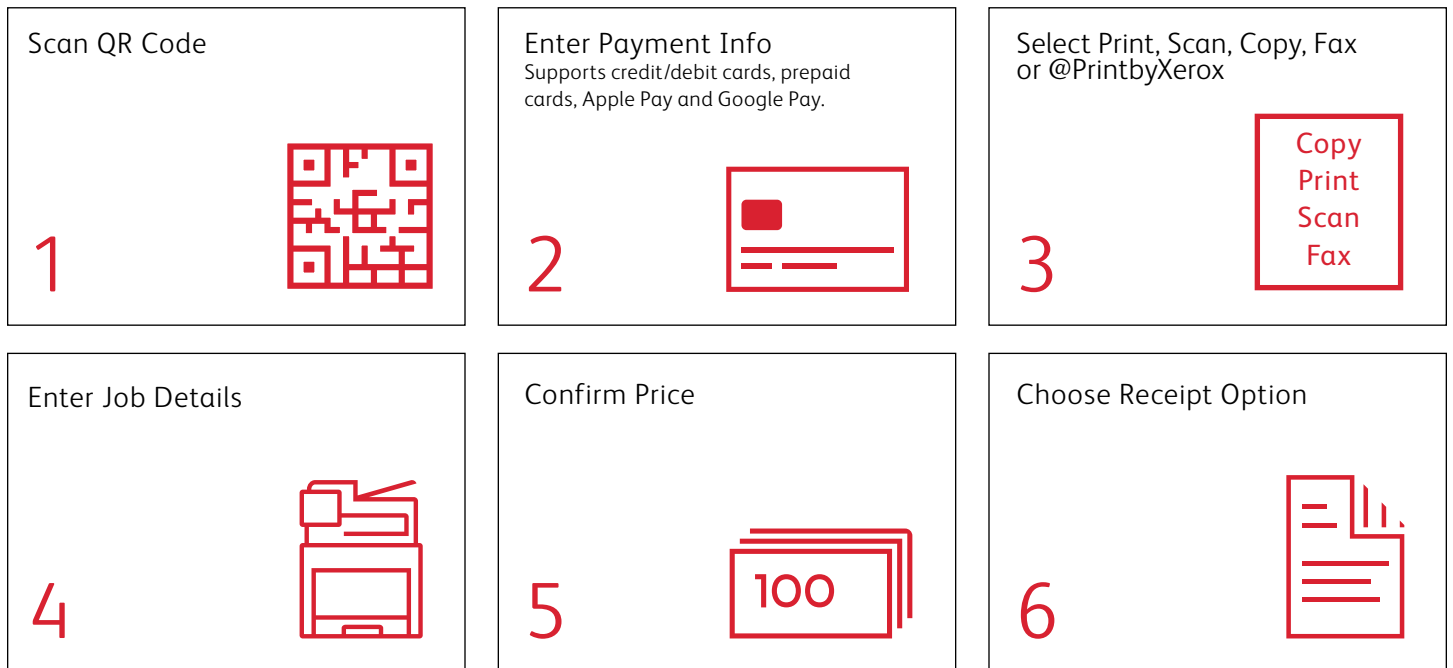 Scan QR Code
1
Enter Payment Info
Supports credit/debit cards, prepaid
cards, Apple Pay and Google Pay.
2
Select Print, Scan, Copy, Fax
or @PrintbyXerox
Copy
Print
Scan
Fax
3
Enter Job Details
4
Confirm Price
100
5
Choose Receipt Option
6